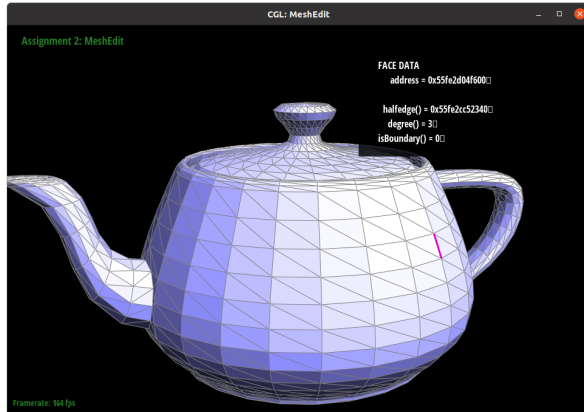 CGL: MeshEdit
Assignment 2: MeshEdit
FACE DATA
address = 0x55fe2d04f600▯
halfedge() = 0x55fe2cc52340▯
degree() = 3▯
isBoundary() = 0▯
Framerate: 164 fps